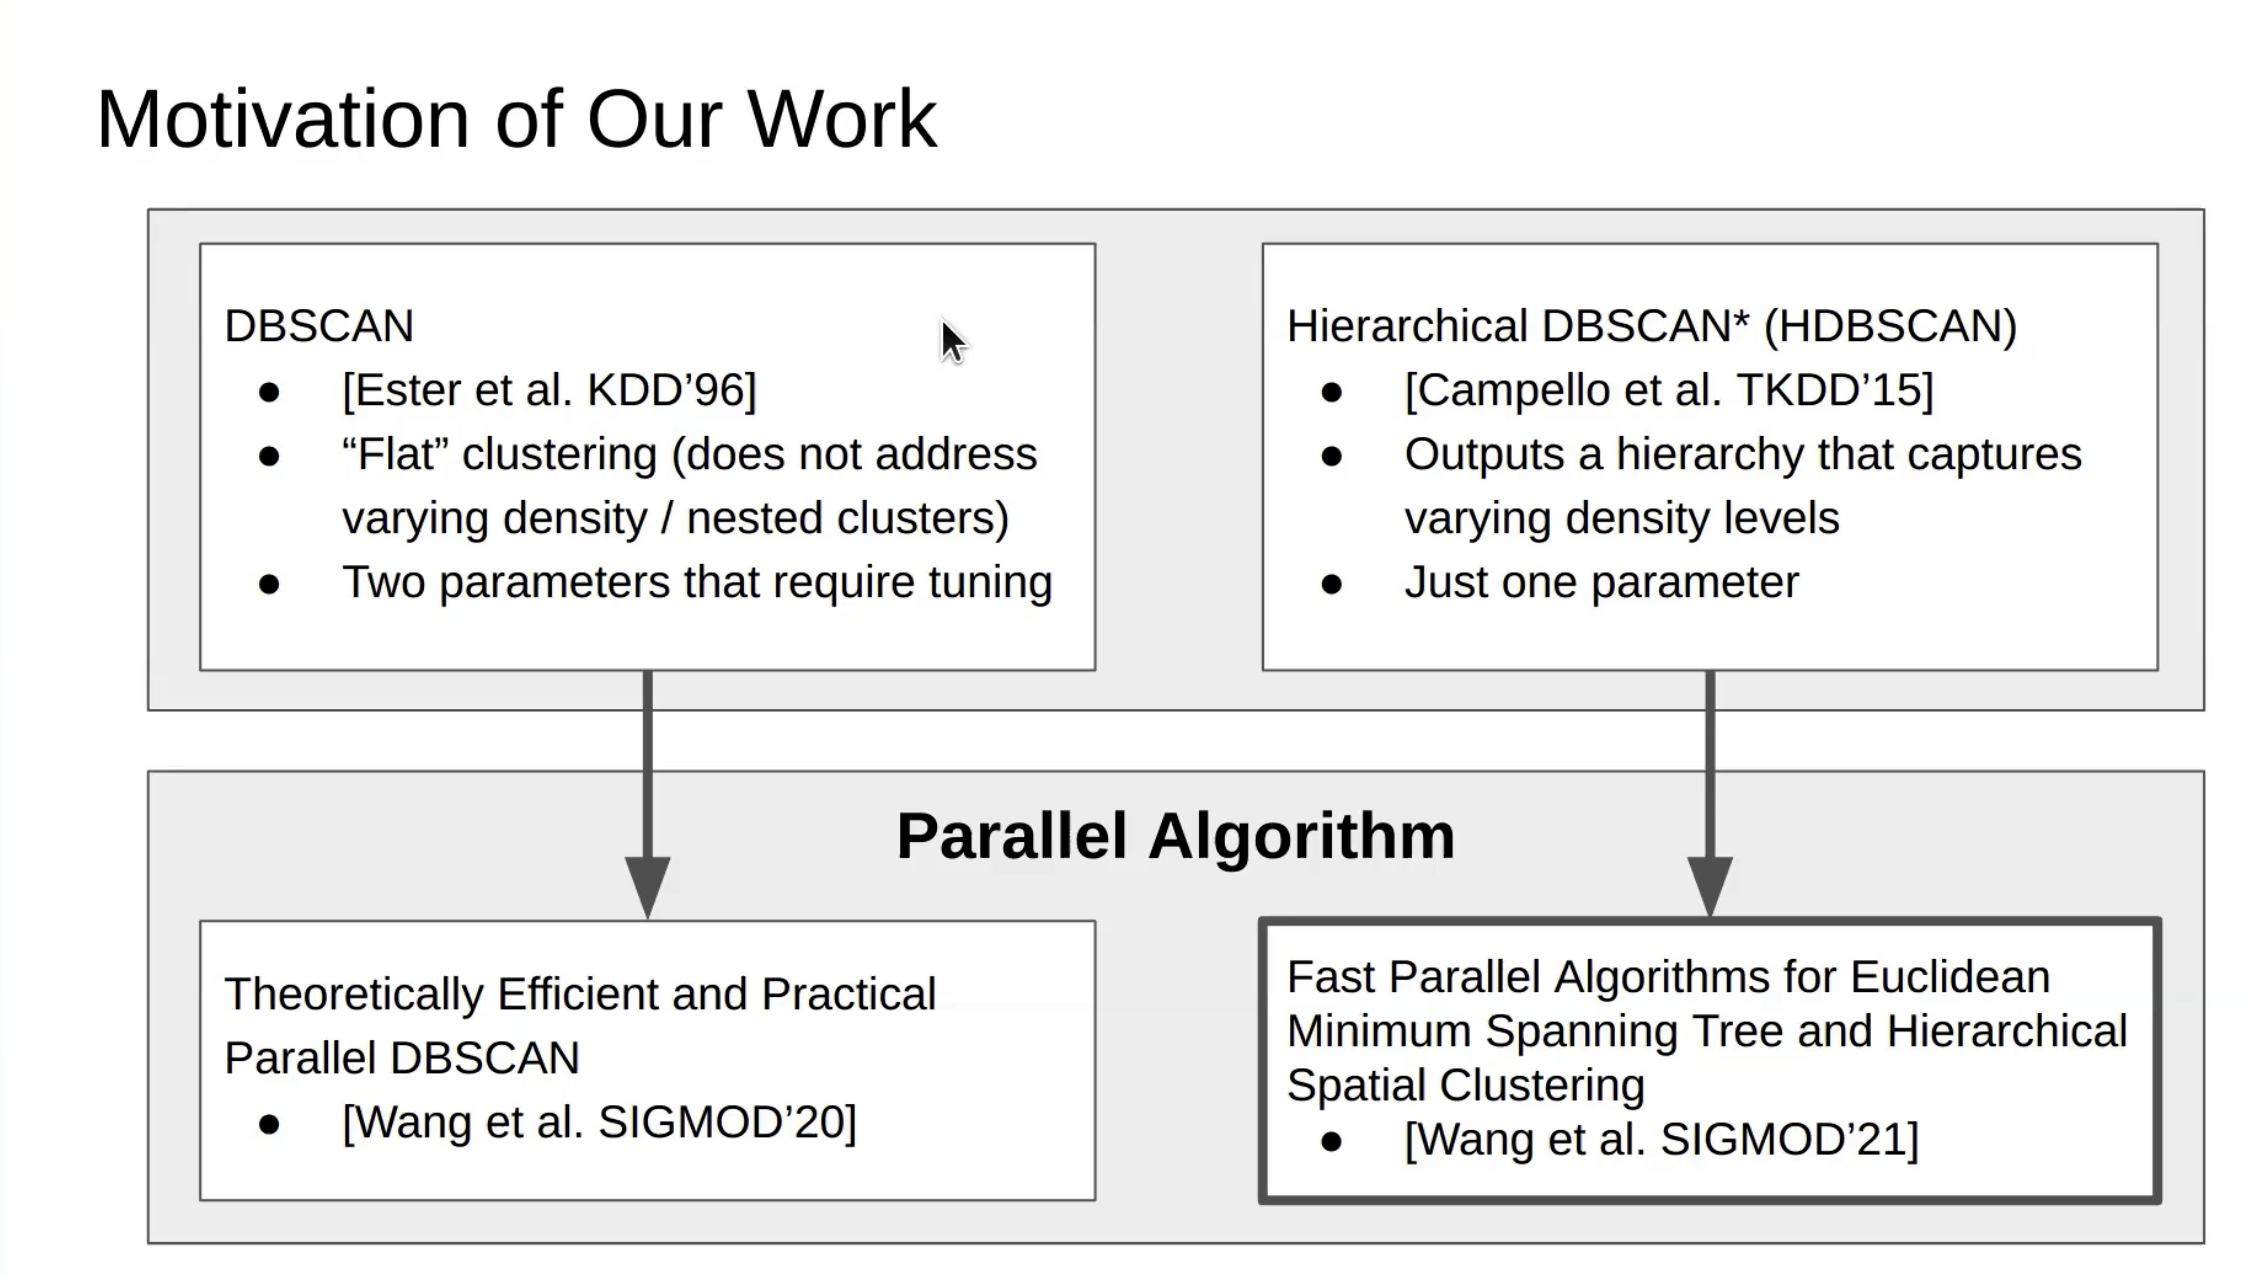 Motivation of Our Work
DBSCAN
● [Ester et al. KDD’96]
● “Flat” clustering (does not address
varying density / nested clusters)
● Two parameters that require tuning
Hierarchical DBSCAN* (HDBSCAN)
● [Campello et al. TKDD’15]
● Outputs a hierarchy that captures
varying density levels
● Just one parameter
Parallel Algorithm
Theoretically Efficient and Practical
Parallel DBSCAN
● [Wang et al. SIGMOD’20]
Fast Parallel Algorithms for Euclidean
Minimum Spanning Tree and Hierarchical
Spatial Clustering
● [Wang et al. SIGMOD’21]